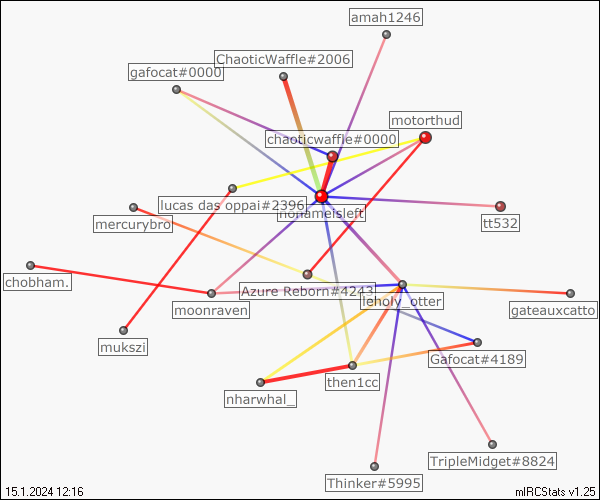 amah1246
ChaoticWaffle#2006
gafocat#0000
motorthud
chaoticwaffle#0000
lucas das oppai#2396
nonameisleft
mercurybro
tt532
chobham.
Azure Reborn#4243
leholy_otter
moonraven
gateauxcatto
mukszi
Gafocat#4189
then1cc
nharwhal_
TripleMidget#8824
Thinker#5995
15.1.2024 12:16
mIRCStats v1.25